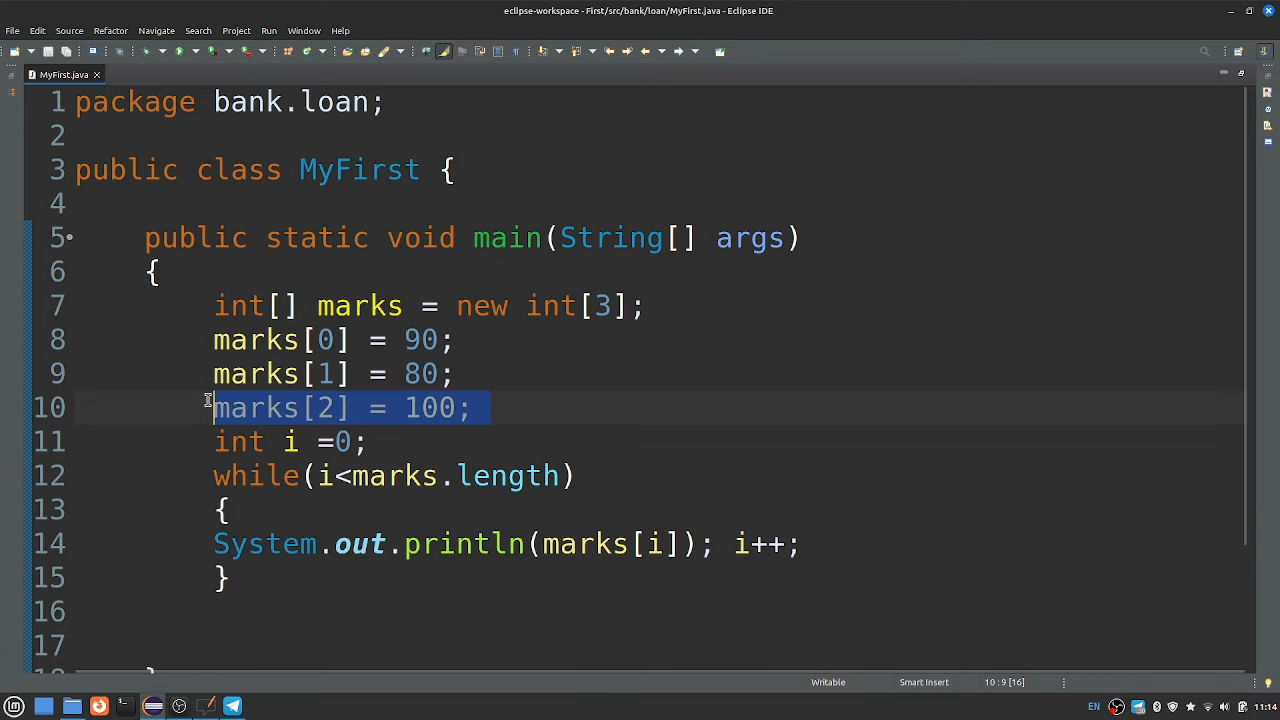 eclipse-workspace - First/src/bank/loan/MyFirst.java - Eclipse IDE
File Edit Source Refactor Navigate Search Project Run Window Help
MyFirst.java
1 package bank.loan;
2
3 public class MyFirst {
4
5 public static void main(String[] args)
6 {
7 int[] marks = new int[3];
8 marks[0] = 90;
9 marks[1] = 80;
10 marks[2] = 100;
11 int i =0;
12 while(i<marks.length)
13 {
14 System.out.println(marks[i]); i++;
15 }
16
17
18 }
Writable Smart Insert 10 : 9 [16]
EN 11:14